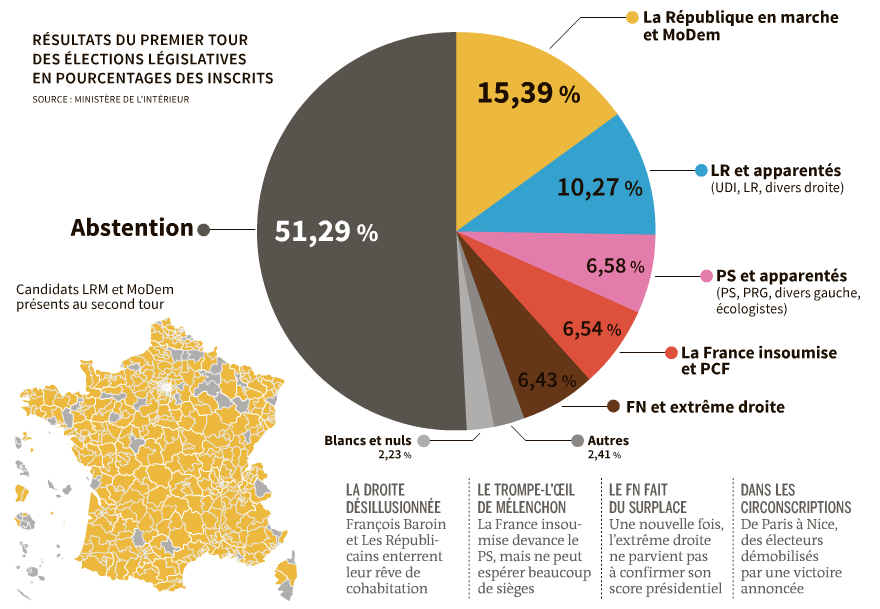 RÉSULTATS DU PREMIER TOUR
DES ÉLECTIONS LÉGISLATIVES
EN POURCENTAGES DES INSCRITS
SOURCE : MINISTÈRE DE L'INTÉRIEUR
La République en marche
et MoDem
15,39 %
LR et apparentés
(UDI, LR, divers droite)
10,27 %
Abstention
51,29 %
PS et apparentés
(PS, PRG, divers gauche,
écologistes)
6,58 %
La France insoumise
et PCF
6,54 %
FN et extrême droite
6,43 %
Blancs et nuls
2,23 %
Autres
2,41 %
Candidats LRM et MoDem
présents au second tour
LA DROITE
DÉSILLUSIONNÉE
François Baroin
et Les Républi-
cains enterrent
leur rêve de
cohabitation
LE TROMPE-L'ŒIL
DE MÉLENCHON
La France insou-
mise devance le
PS, mais ne peut
espérer beaucoup
de sièges
LE FN FAIT
DU SURPLACE
Une nouvelle fois,
l'extrême droite
ne parvient pas
à confirmer son
score présidentiel
DANS LES
CIRCONSCRIPTIONS
De Paris à Nice,
des électeurs
démobilisés
par une victoire
annoncée